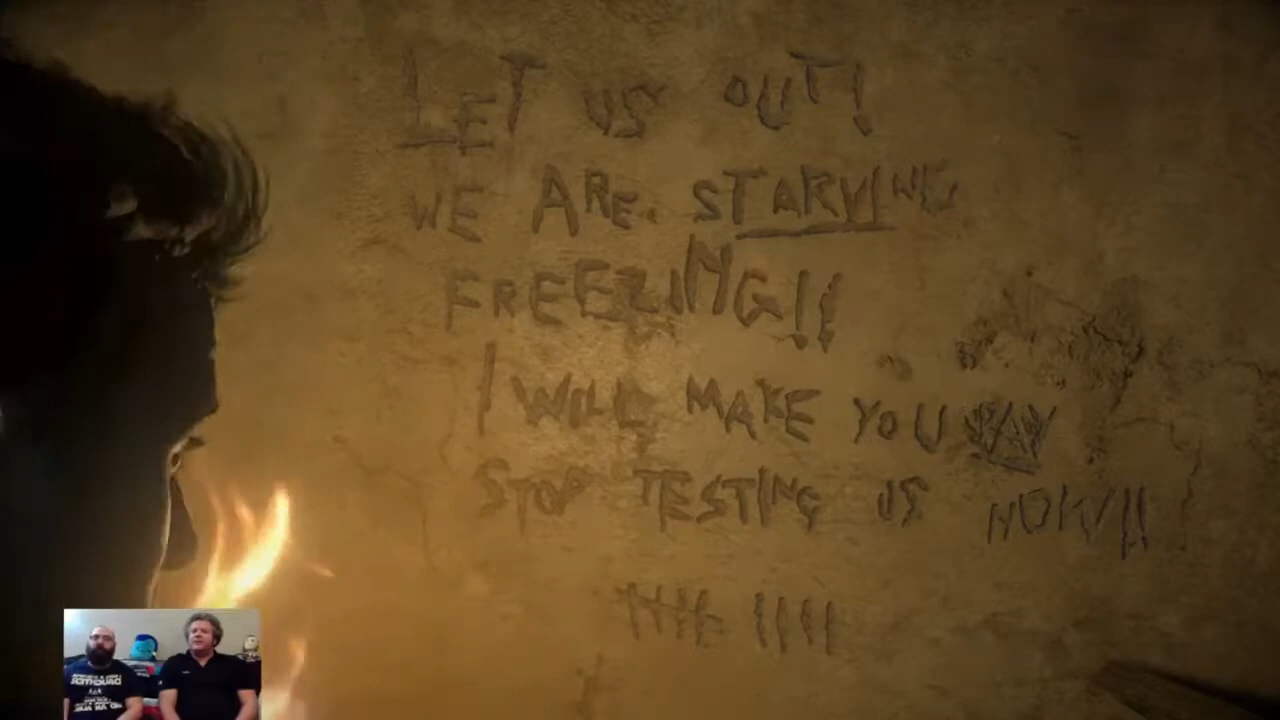 LET US OUT!
WE ARE STARVING
FREEZING!!
I WILL MAKE YOU PAY
STOP TESTING US NOW!!